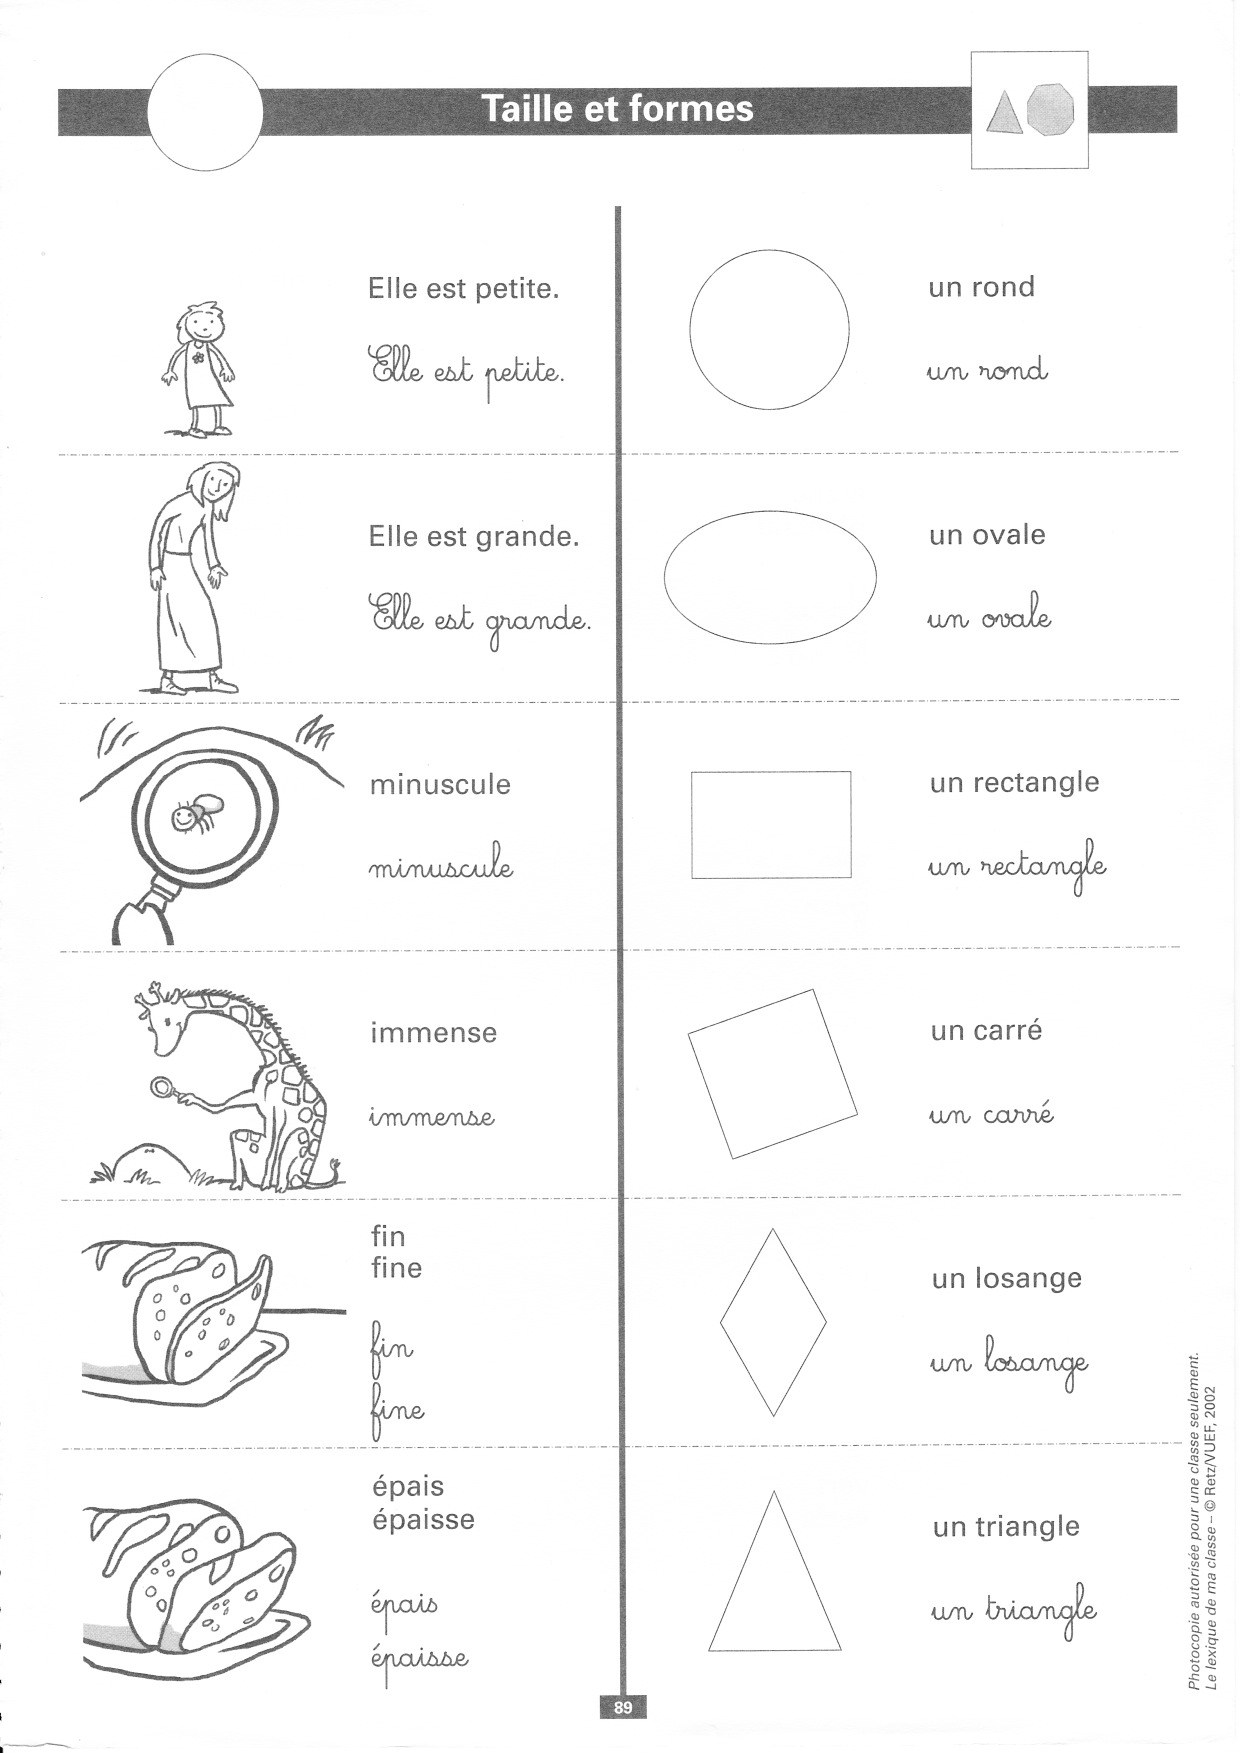 Taille et formes
Elle est petite.
Elle est petite.
Elle est grande.
Elle est grande.
minuscule
minuscule
immense
immense
fin
fine
fin
fine
épais
épaisse
épais
épaisse
un rond
un rond
un ovale
un ovale
un rectangle
un rectangle
un carré
un carré
un losange
un losange
un triangle
un triangle
Photocopie autorisée pour une classe seulement.
Le lexique de ma classe – © Retz/VUEF, 2002
89